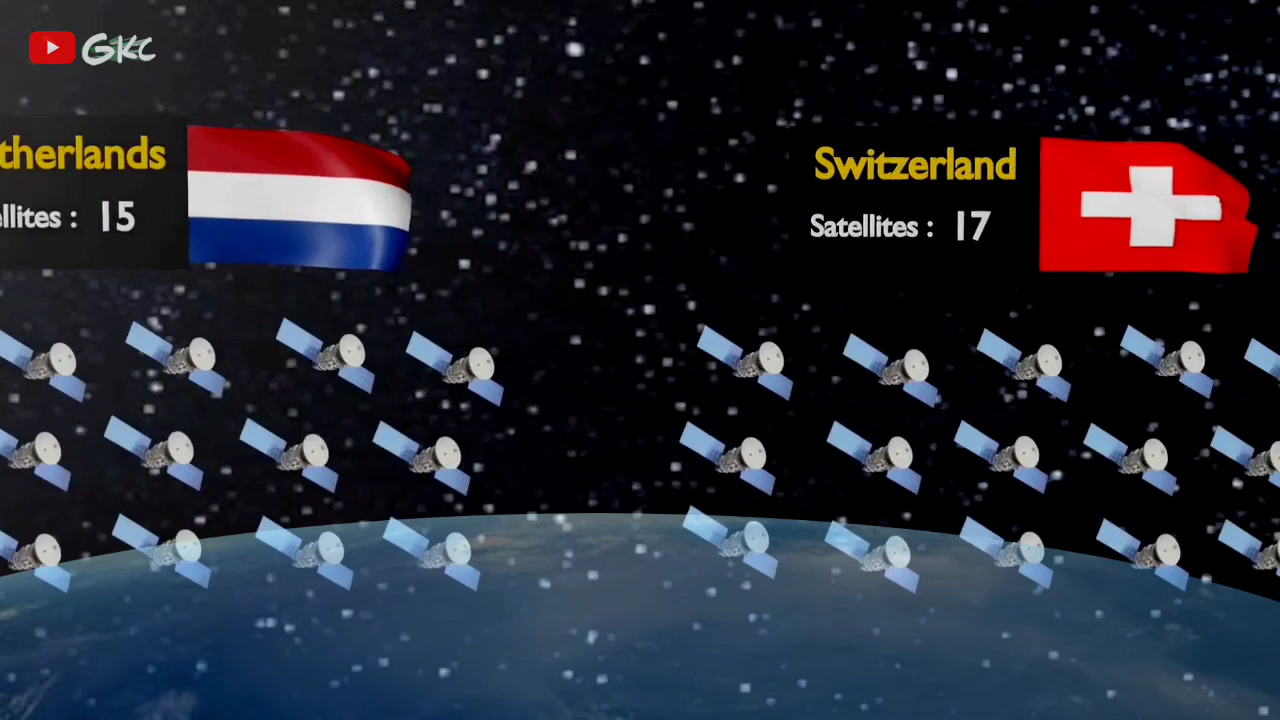 GKC
therlands
llites : 15
Switzerland
Satellites : 17